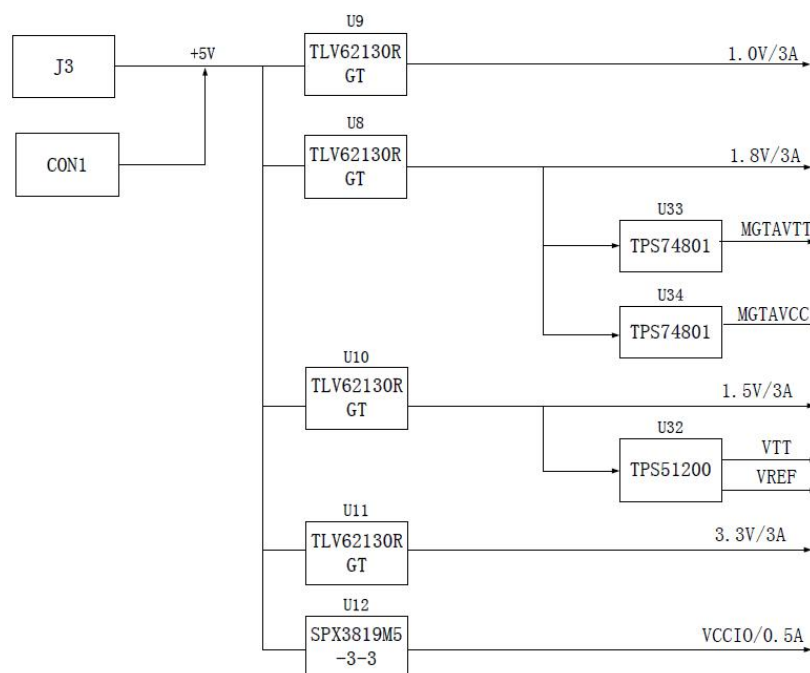 U9
J3
+5V
TLV62130R
GT
1.0V/3A
U8
CON1
TLV62130R
GT
1.8V/3A
U33
TPS74801
MGTAVTT
U34
TPS74801
MGTAVCC
U10
TLV62130R
GT
1.5V/3A
U32
TPS51200
VTT
VREF
U11
TLV62130R
GT
3.3V/3A
U12
SPX3819M5
-3-3
VCCIO/0.5A